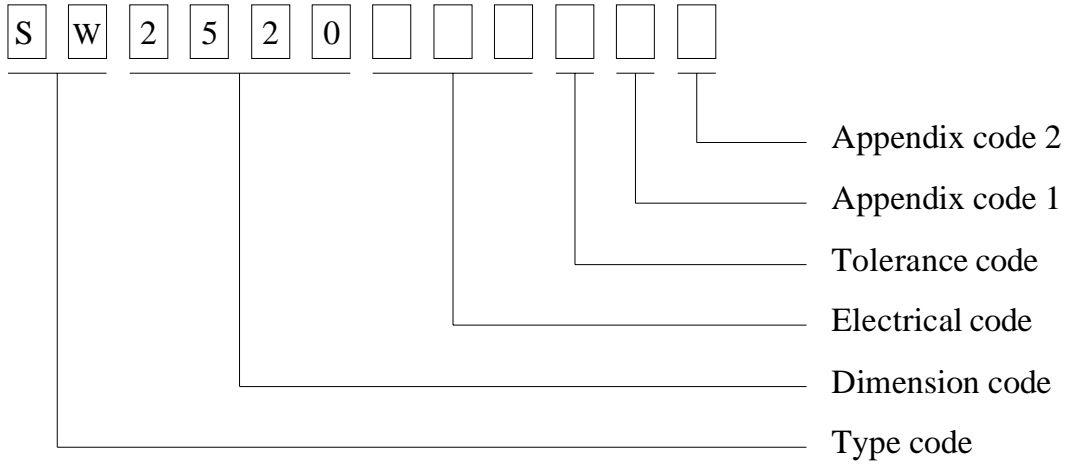 S W 2 5 2 0
Appendix code 2
Appendix code 1
Tolerance code
Electrical code
Dimension code
Type code